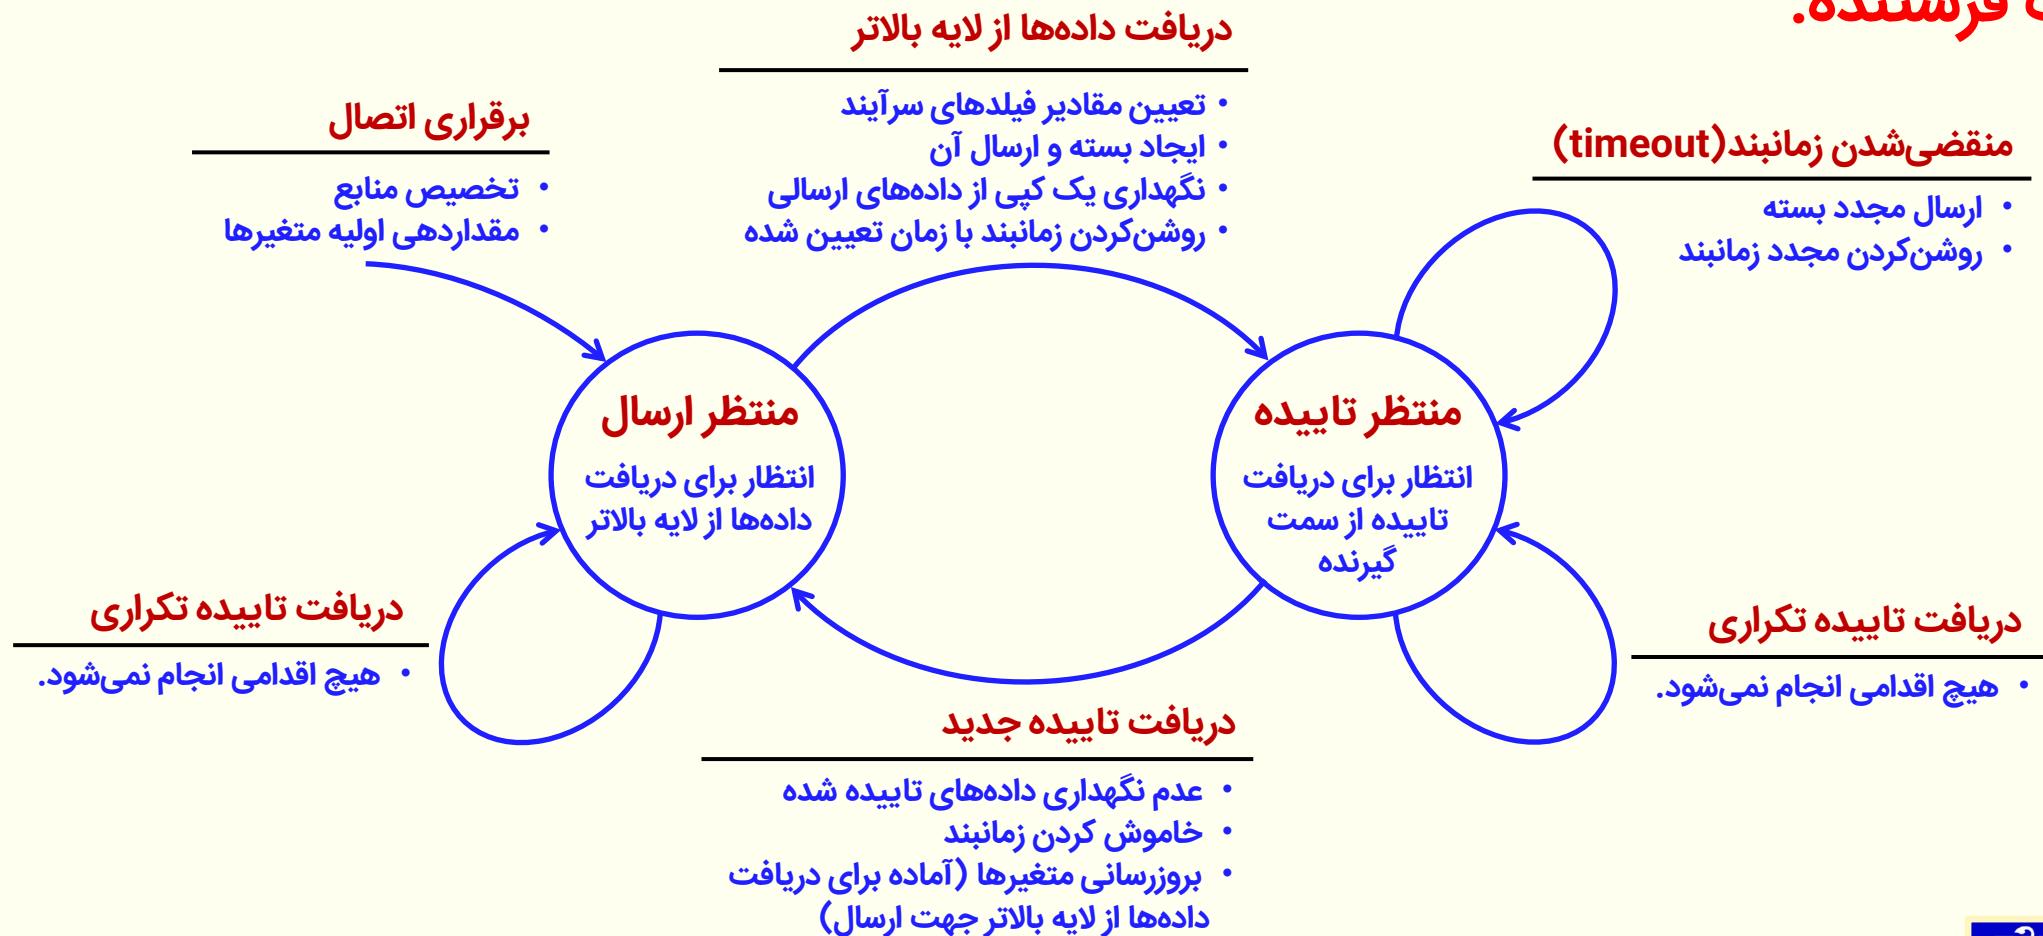 فرستنده.
دریافت داده‌ها از لایه بالاتر
• تعیین مقادیر فیلدهای سرآیند
• ایجاد بسته و ارسال آن
• نگهداری یک کپی از داده‌های ارسالی
• روشن‌کردن زمانبند با زمان تعیین شده
برقراری اتصال
• تخصیص منابع
• مقداردهی اولیه متغیرها
منقضی‌شدن زمانبند(timeout)
• ارسال مجدد بسته
• روشن‌کردن مجدد زمانبند
منتظر ارسال
انتظار برای دریافت
داده‌ها از لایه بالاتر
منتظر تاییده
انتظار برای دریافت
تاییده از سمت
گیرنده
دریافت تاییده تکراری
• هیچ اقدامی انجام نمی‌شود.
دریافت تاییده تکراری
• هیچ اقدامی انجام نمی‌شود.
دریافت تاییده جدید
• عدم نگهداری داده‌های تاییده شده
• خاموش کردن زمانبند
• بروزرسانی متغیرها (آماده برای دریافت
داده‌ها از لایه بالاتر جهت ارسال)